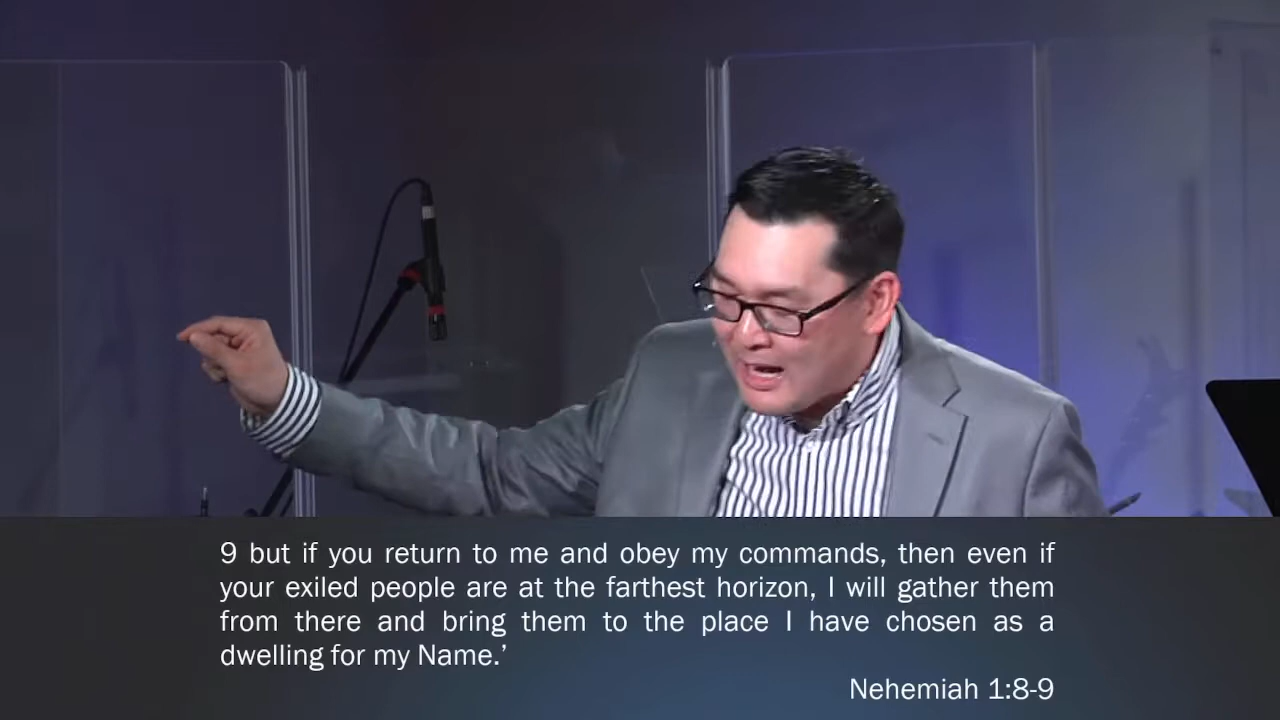 9 but if you return to me and obey my commands, then even if
your exiled people are at the farthest horizon, I will gather them
from there and bring them to the place I have chosen as a
dwelling for my Name.’
Nehemiah 1:8-9